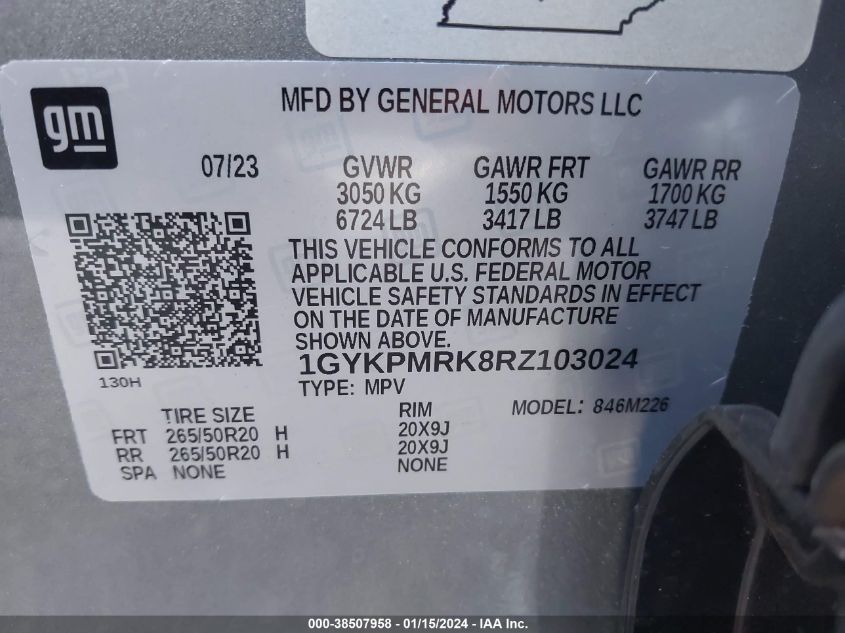 gm
MFD BY GENERAL MOTORS LLC
07/23 GVWR GAWR FRT GAWR RR
3050 KG 1550 KG 1700 KG
6724 LB 3417 LB 3747 LB
THIS VEHICLE CONFORMS TO ALL
APPLICABLE U.S. FEDERAL MOTOR
VEHICLE SAFETY STANDARDS IN EFFECT
ON THE DATE OF MANUFACTURE
SHOWN ABOVE.
1GYKPMRK8RZ103024
130H
TYPE: MPV
TIRE SIZE RIM MODEL: 846M226
FRT 265/50R20 H 20X9J
RR 265/50R20 H 20X9J
SPA NONE NONE
000-38507958 - 01/15/2024 - IAA Inc.